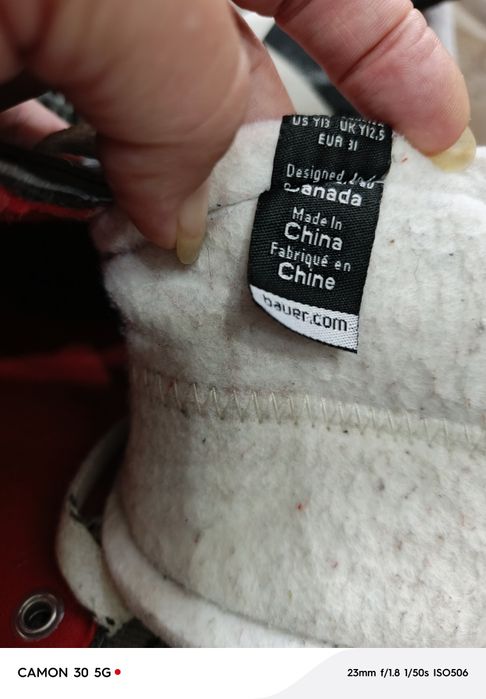 US Y13 UK Y12.5
EUR 31
Designed
Canada
Made In
China
Fabriqué en
Chine
bauer.com
CAMON 30 5G
23mm f/1.8 1/50s ISO506